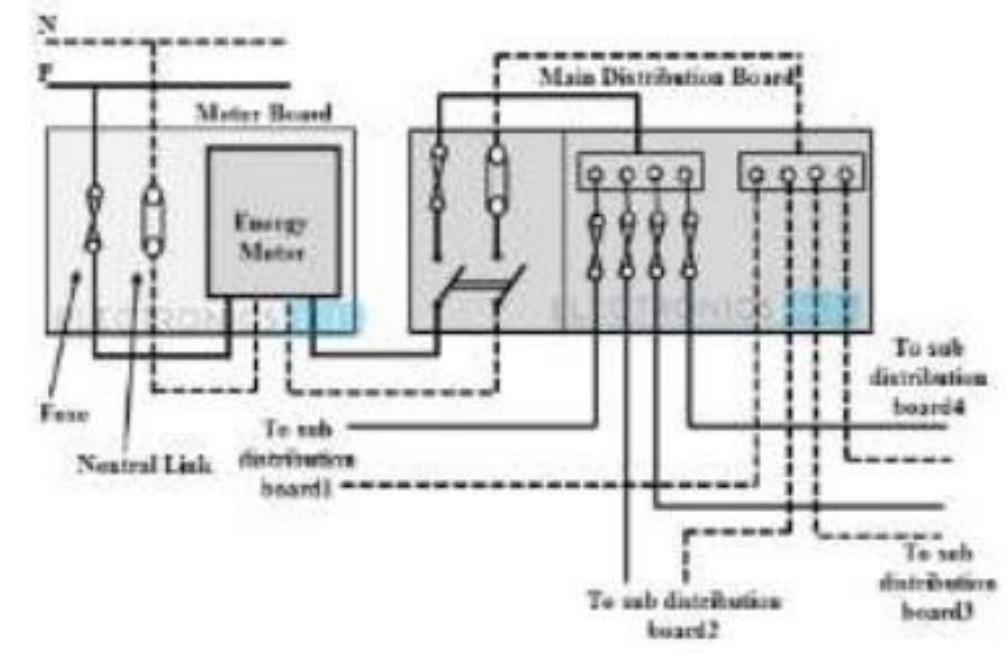 N
P
Main Distribution Board
Meter Board
Energy
Meter
ELECTRONICS
ELECTRONICS
Fuse
Neutral Link
To sub
distribution
board1
To sub
distribution
board4
To sub distribution
board2
To sub
distribution
board3